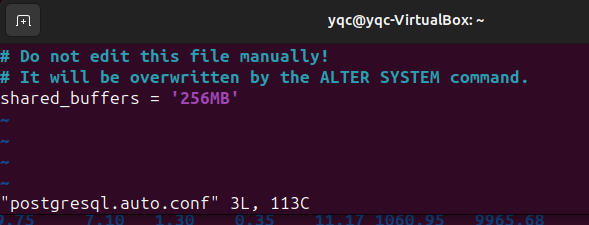 yqc@yqc-VirtualBox: ~
# Do not edit this file manually!
# It will be overwritten by the ALTER SYSTEM command.
shared_buffers = '256MB'
~
~
~
~
"postgresql.auto.conf" 3L, 113C
9.75 7.10 1.30 0.35 11.17 1060.95 9965.68